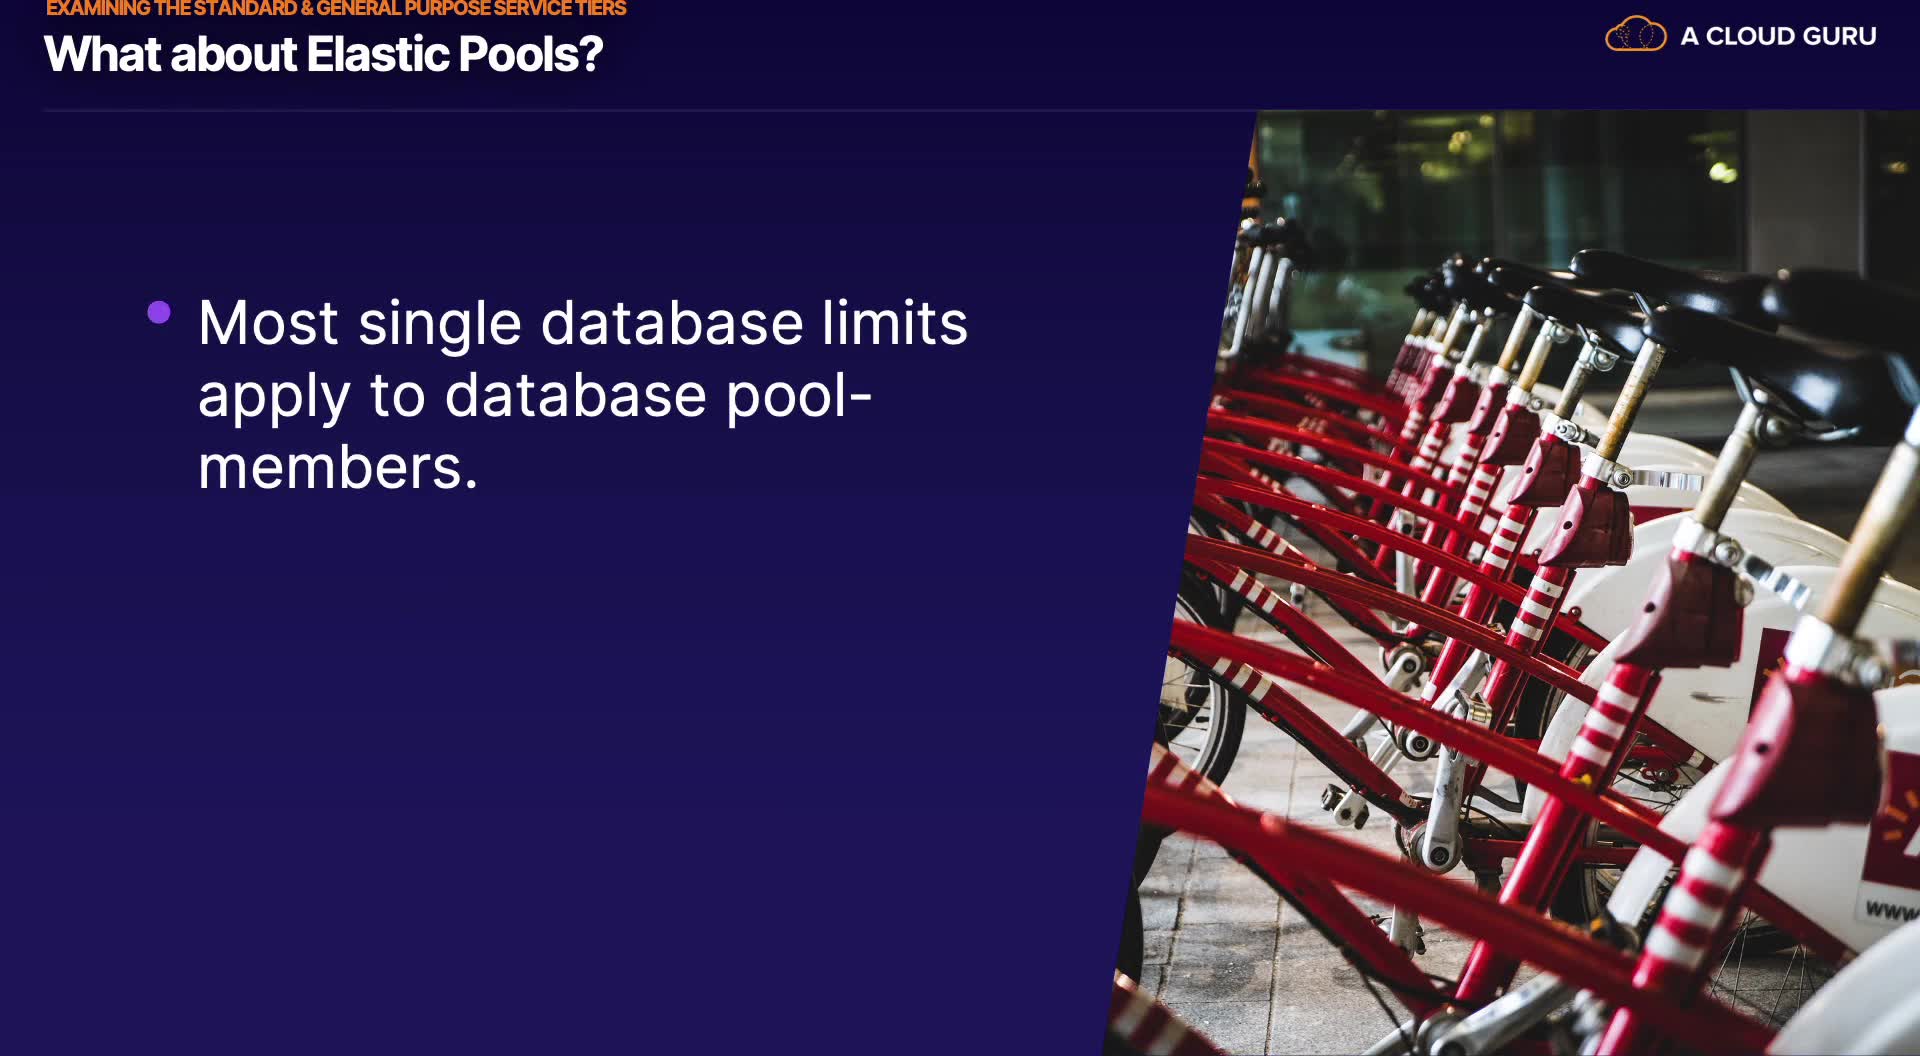 EXAMINING THE STANDARD & GENERAL PURPOSE SERVICE TIERS
What about Elastic Pools?
A CLOUD GURU
Most single database limits
apply to database pool-
members.
www